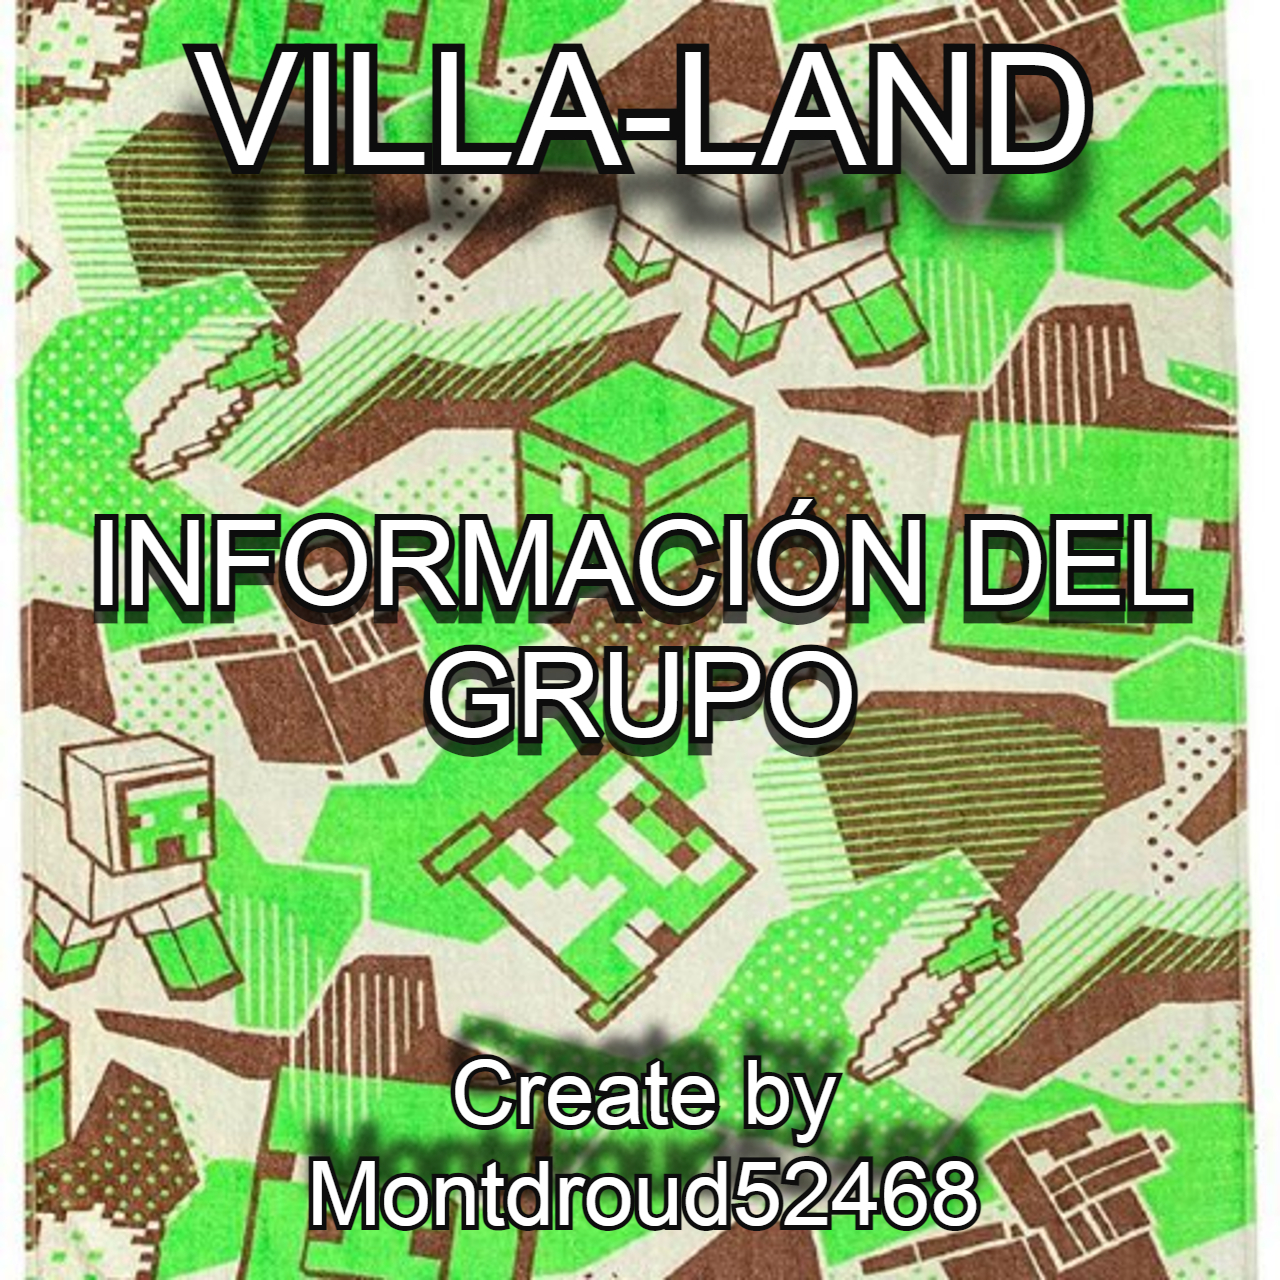 VILLA-LAND
INFORMACIÓN DEL
GRUPO
Create by
Montdroud52468